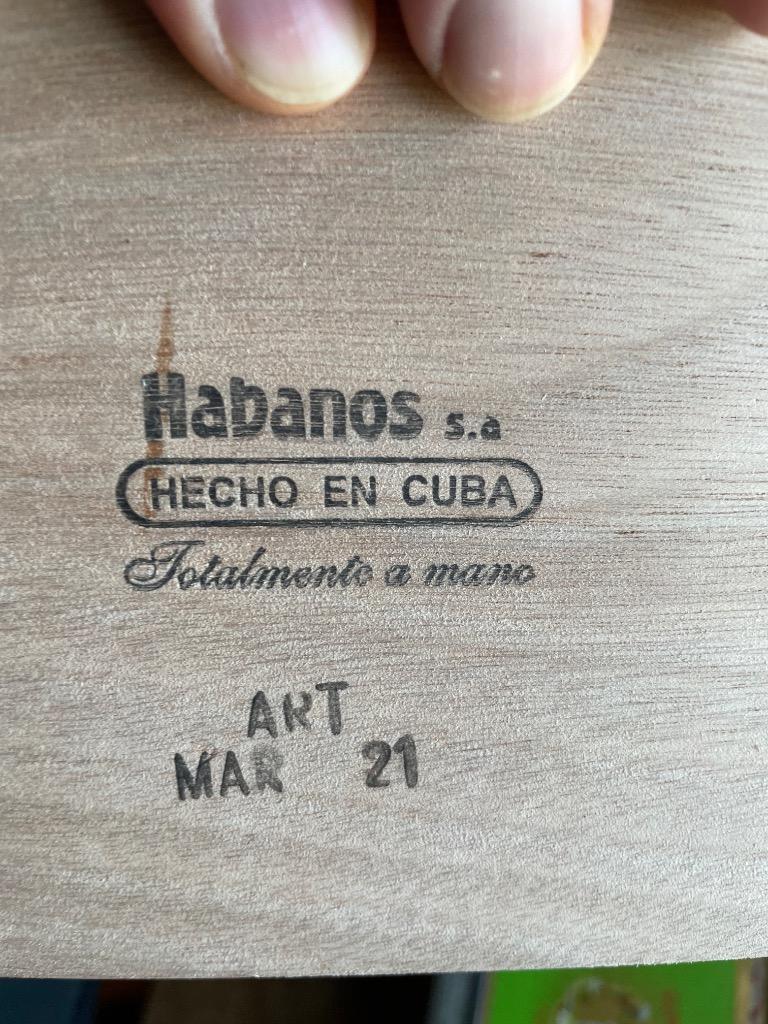 Habanos s.a
HECHO EN CUBA
Totalmente a mano
ART
MAR 21